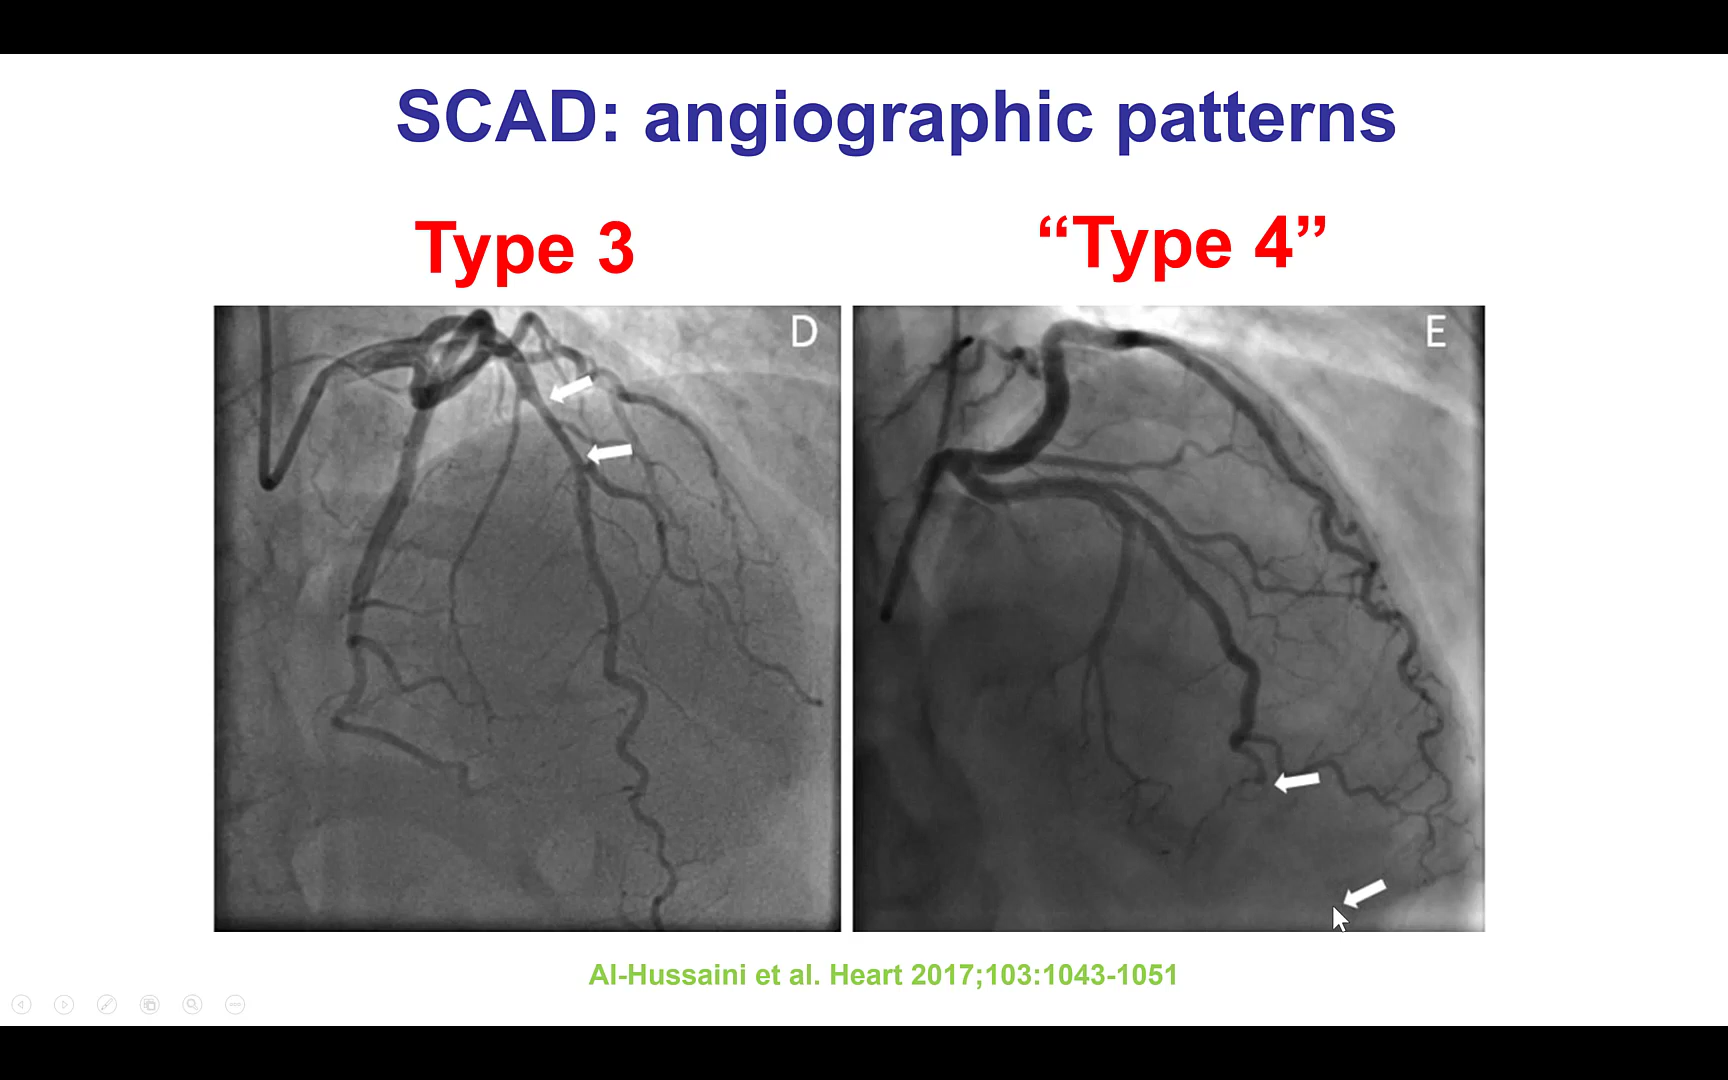 SCAD: angiographic patterns
Type 3
“Type 4”
D
E
Al-Hussaini et al. Heart 2017;103:1043-1051